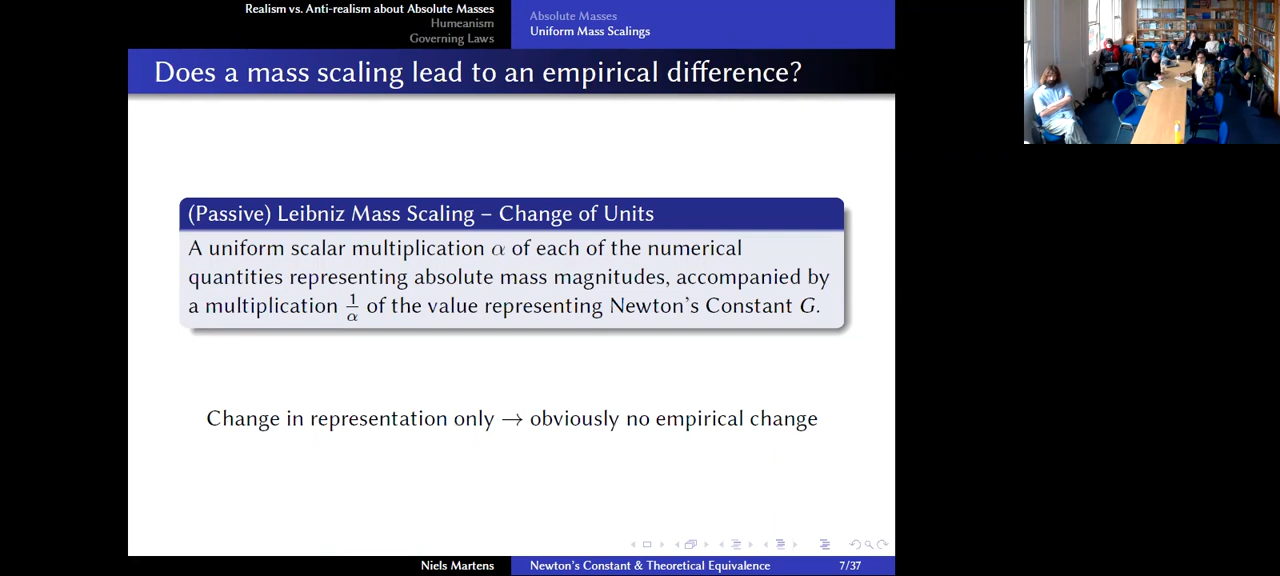 Realism vs. Anti-realism about Absolute Masses
Humeanism
Governing Laws
Absolute Masses
Uniform Mass Scalings
Does a mass scaling lead to an empirical difference?
(Passive) Leibniz Mass Scaling – Change of Units
A uniform scalar multiplication α of each of the numerical
quantities representing absolute mass magnitudes, accompanied by
a multiplication 1/α of the value representing Newton's Constant G.
Change in representation only → obviously no empirical change
Niels Martens
Newton's Constant & Theoretical Equivalence
7/37